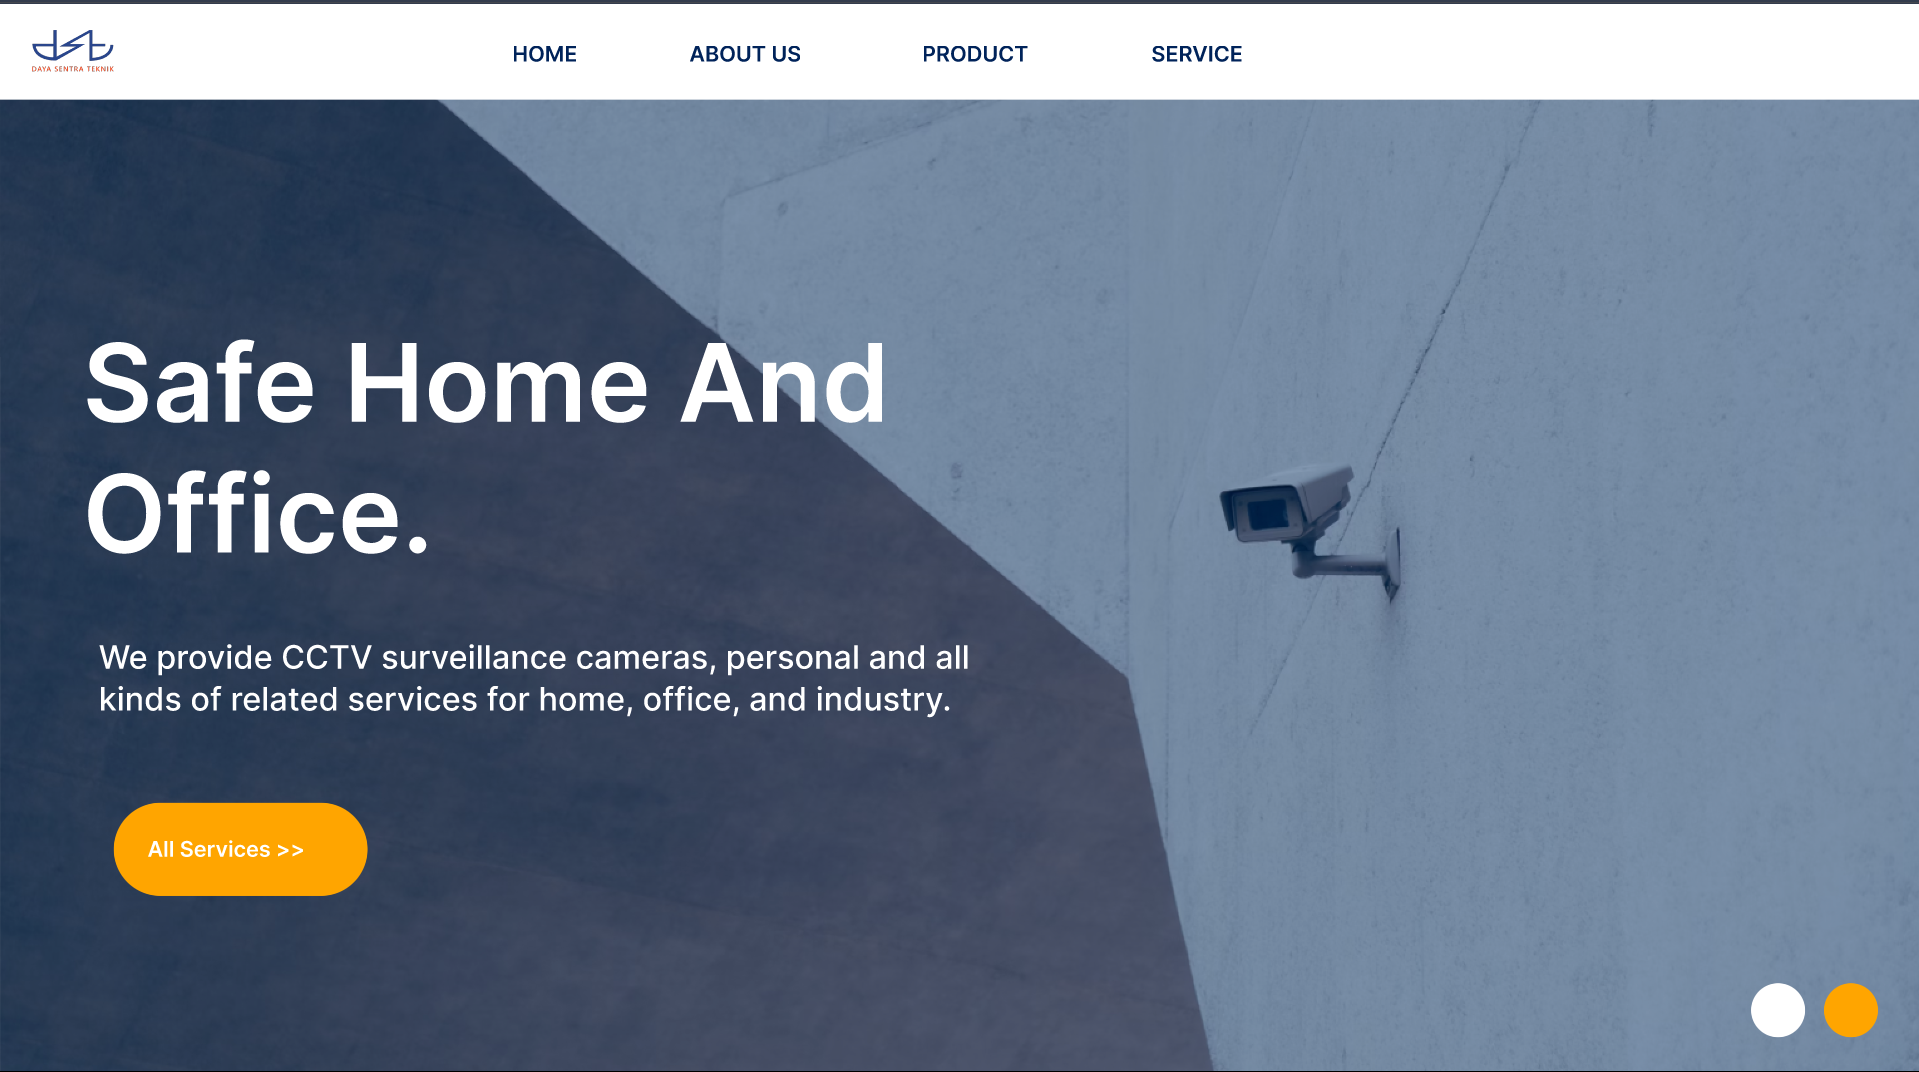 DAYA SENTRA TEKNIK
HOME
ABOUT US
PRODUCT
SERVICE
Safe Home And
Office.
We provide CCTV surveillance cameras, personal and all
kinds of related services for home, office, and industry.
All Services >>